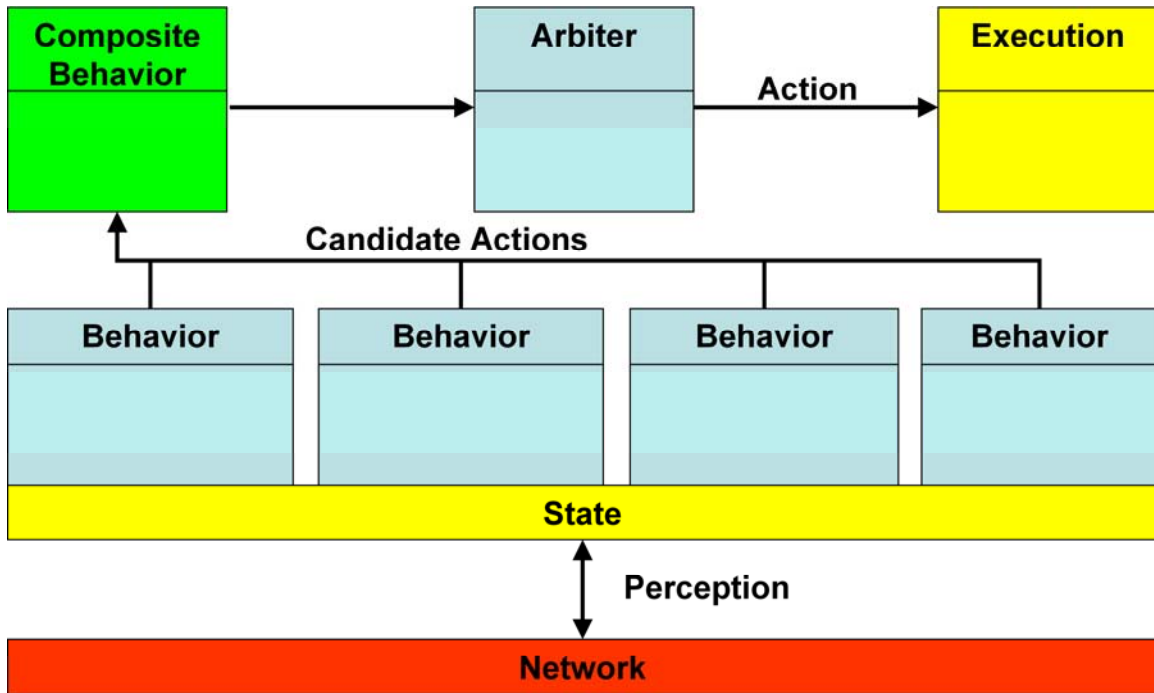 Composite
Behavior
Arbiter
Action
Execution
Candidate Actions
Behavior
Behavior
Behavior
Behavior
State
Perception
Network